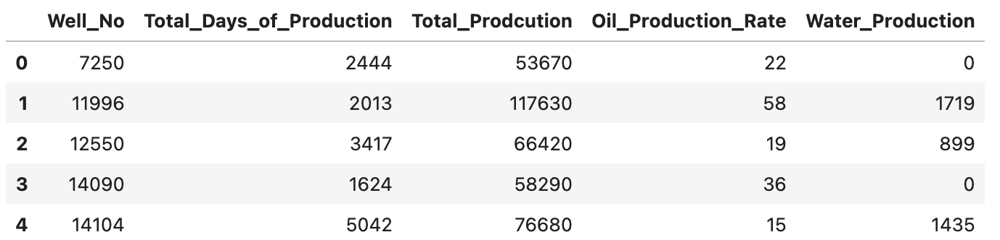 Well_No Total_Days_of_Production Total_Prodcution Oil_Production_Rate Water_Production
0 7250 2444 53670 22 0
1 11996 2013 117630 58 1719
2 12550 3417 66420 19 899
3 14090 1624 58290 36 0
4 14104 5042 76680 15 1435